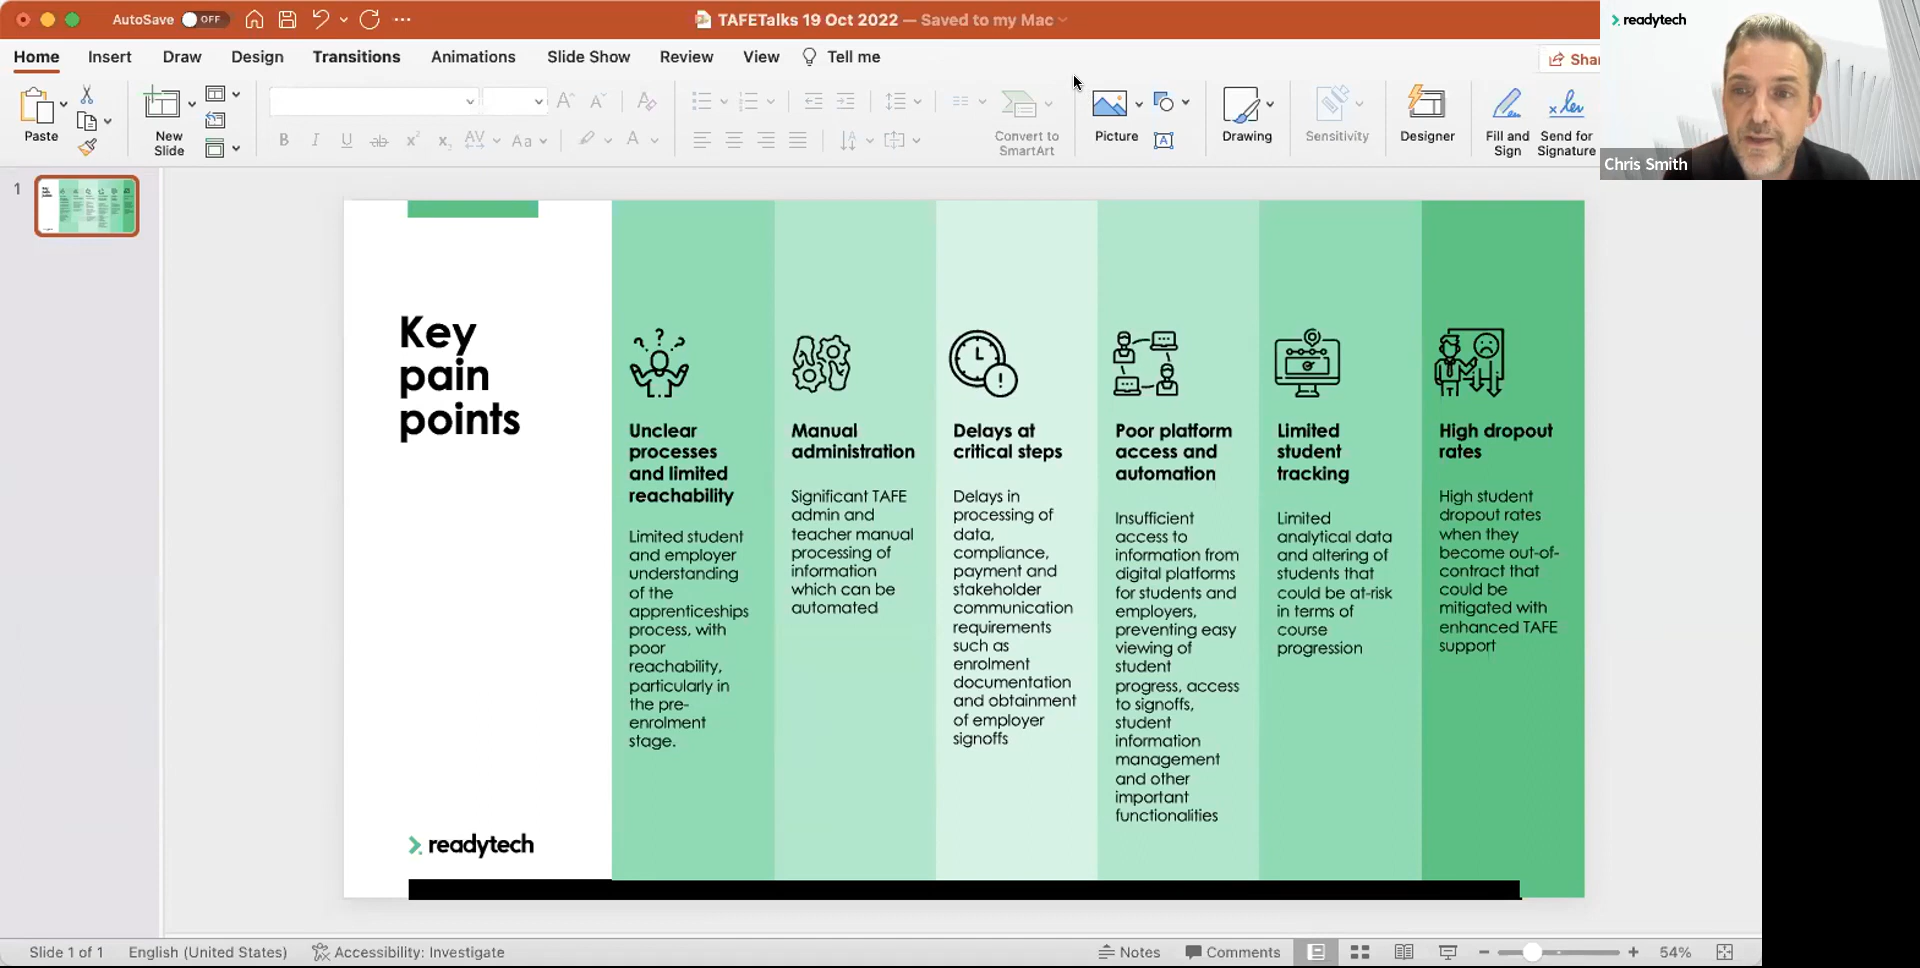 AutoSave OFF
TAFETalks 19 Oct 2022 — Saved to my Mac
readytech
Home Insert Draw Design Transitions Animations Slide Show Review View Tell me
Shar
Paste
New
Slide
Convert to
SmartArt
Picture
Drawing
Sensitivity
Designer
Fill and
Sign
Send for
Signature
Chris Smith
1
Key
pain
points
readytech
Unclear
processes
and limited
reachability
Limited student
and employer
understanding
of the
apprenticeships
process, with
poor
reachability,
particularly in
the pre-
enrolment
stage.
Manual
administration
Significant TAFE
admin and
teacher manual
processing of
information
which can be
automated
Delays at
critical steps
Delays in
processing of
data,
compliance,
payment and
stakeholder
communication
requirements
such as
enrolment
documentation
and obtainment
of employer
signoffs
Poor platform
access and
automation
Insufficient
access to
information from
digital platforms
for students and
employers,
preventing easy
viewing of
student
progress, access
to signoffs,
student
information
management
and other
important
functionalities
Limited
student
tracking
Limited
analytical data
and altering of
students that
could be at-risk
in terms of
course
progression
High dropout
rates
High student
dropout rates
when they
become out-of-
contract that
could be
mitigated with
enhanced TAFE
support
Slide 1 of 1 English (United States) Accessibility: Investigate Notes Comments 54%